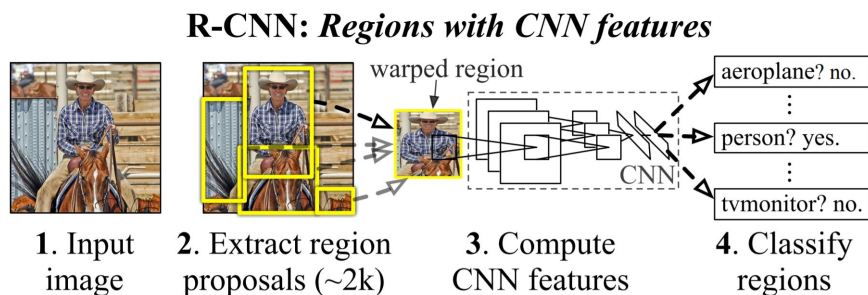 R-CNN: Regions with CNN features
warped region
aeroplane? no.
⋮
person? yes.
⋮
tvmonitor? no.
CNN
1. Input
image
2. Extract region
proposals (~2k)
3. Compute
CNN features
4. Classify
regions